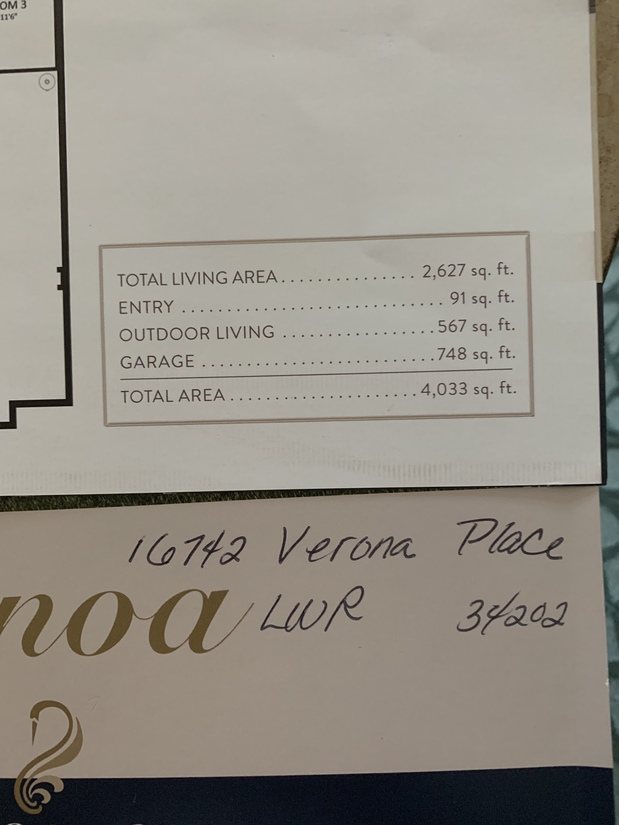 OM 3
11'6"
TOTAL LIVING AREA............... 2,627 sq. ft.
ENTRY ............................. 91 sq. ft.
OUTDOOR LIVING .................567 sq. ft.
GARAGE ..........................748 sq. ft.
TOTAL AREA .....................4,033 sq. ft.
16742 Verona Place
noa LWR 34202